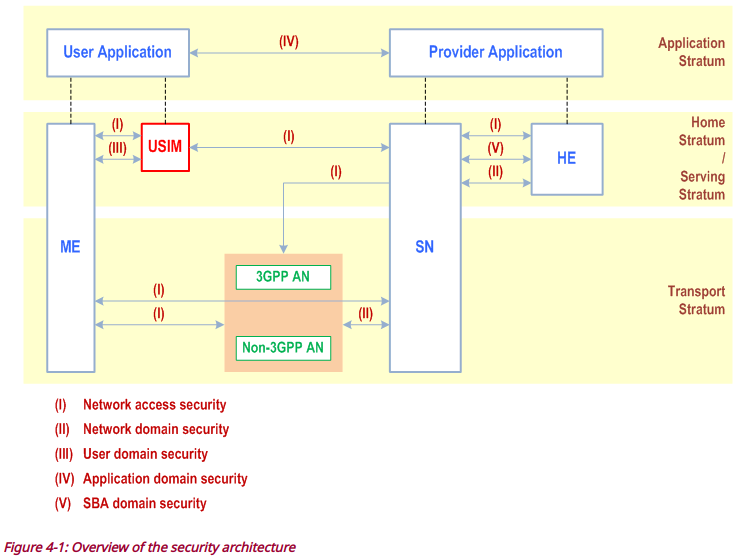 User Application
(IV)
Provider Application
Application
Stratum
(I)
(III)
USIM
(I)
(I)
(V)
(II)
HE
Home
Stratum
/
Serving
Stratum
(I)
ME
SN
3GPP AN
(I)
(I)
(II)
Non-3GPP AN
Transport
Stratum
(I) Network access security
(II) Network domain security
(III) User domain security
(IV) Application domain security
(V) SBA domain security
Figure 4-1: Overview of the security architecture